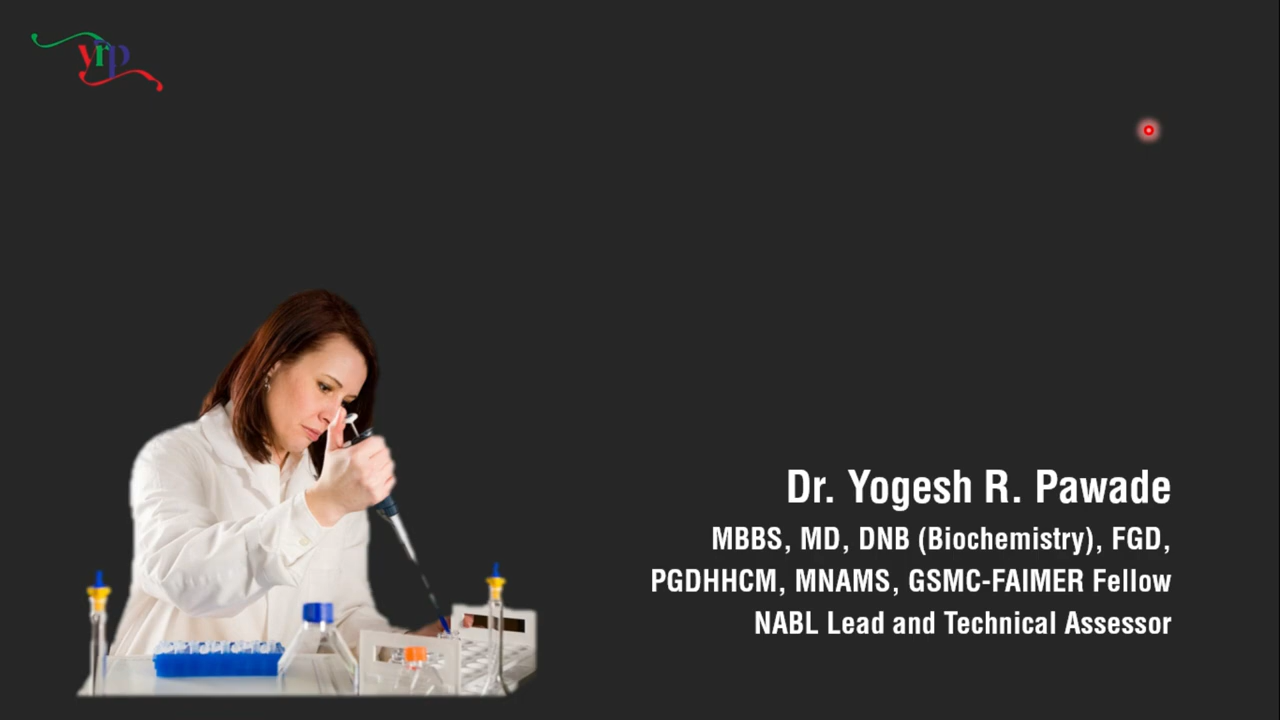 yrp
Dr. Yogesh R. Pawade
MBBS, MD, DNB (Biochemistry), FGD,
PGDHHCM, MNAMS, GSMC-FAIMER Fellow
NABL Lead and Technical Assessor